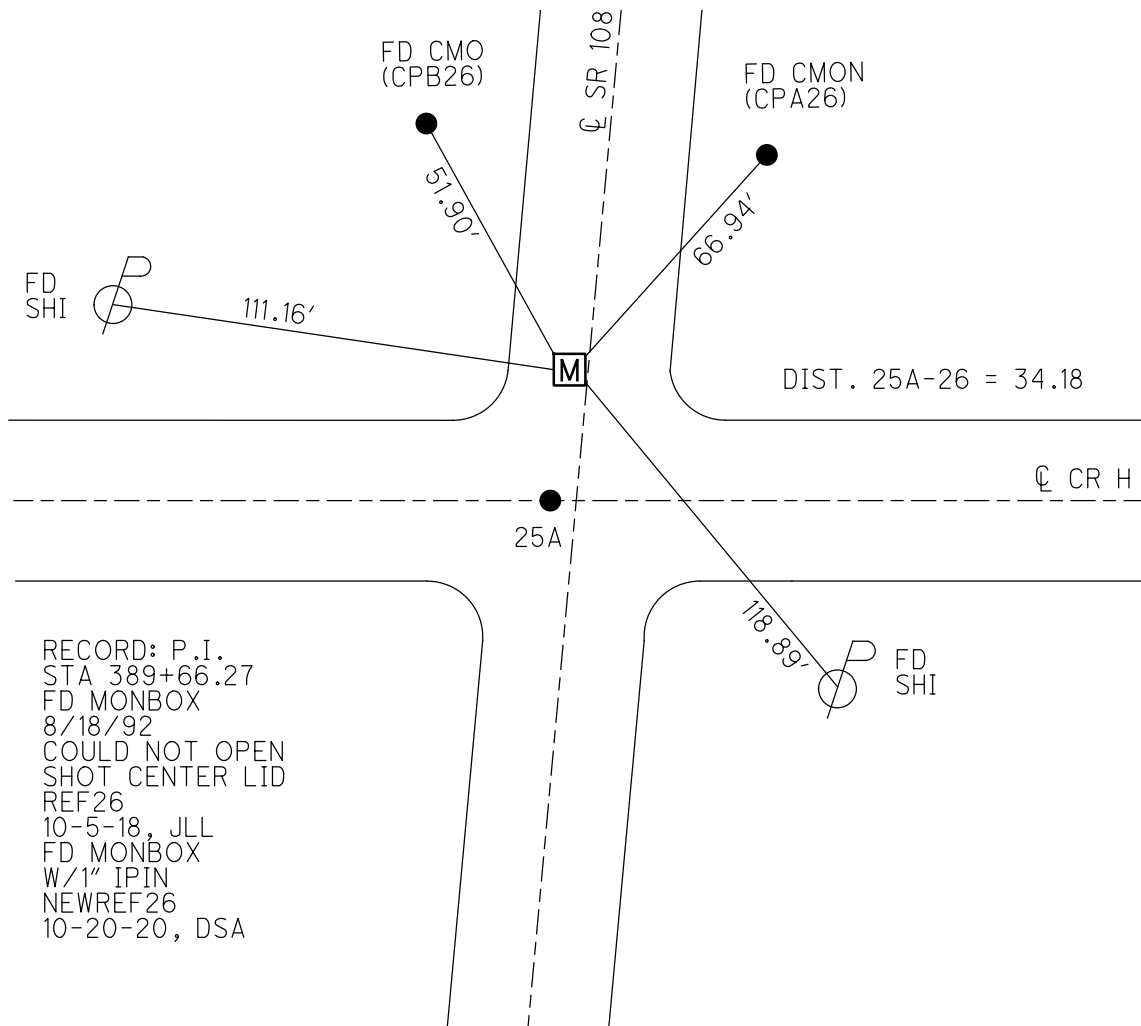 FD CMO
(CPB26)
℄ SR 108
FD CMON
(CPA26)
51.90'
66.94'
FD
SHI
111.16'
M
DIST. 25A-26 = 34.18
℄ CR H
25A
118.89'
FD
SHI
RECORD: P.I.
STA 389+66.27
FD MONBOX
8/18/92
COULD NOT OPEN
SHOT CENTER LID
REF26
10-5-18, JLL
FD MONBOX
W/1" IPIN
NEWREF26
10-20-20, DSA